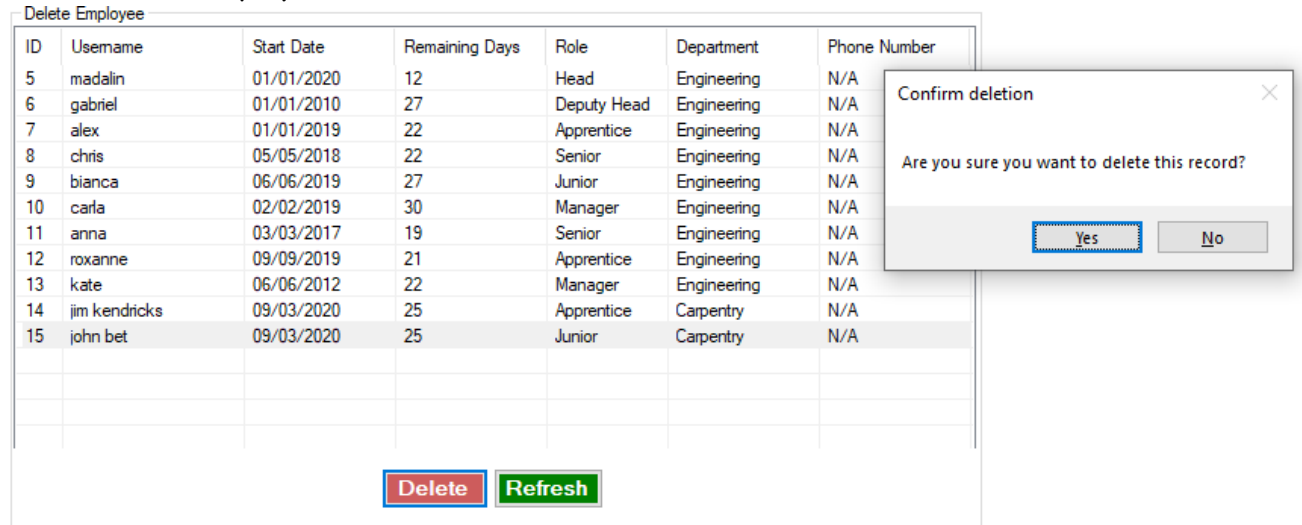 Delete Employee
ID Username Start Date Remaining Days Role Department Phone Number
5 madalin 01/01/2020 12 Head Engineering N/A
6 gabriel 01/01/2010 27 Deputy Head Engineering N/A
7 alex 01/01/2019 22 Apprentice Engineering N/A
8 chris 05/05/2018 22 Senior Engineering N/A
9 bianca 06/06/2019 27 Junior Engineering N/A
10 carla 02/02/2019 30 Manager Engineering N/A
11 anna 03/03/2017 19 Senior Engineering N/A
12 roxanne 09/09/2019 21 Apprentice Engineering N/A
13 kate 06/06/2012 22 Manager Engineering N/A
14 jim kendricks 09/03/2020 25 Apprentice Carpentry N/A
15 john bet 09/03/2020 25 Junior Carpentry N/A
Delete Refresh
Confirm deletion
Are you sure you want to delete this record?
Yes No